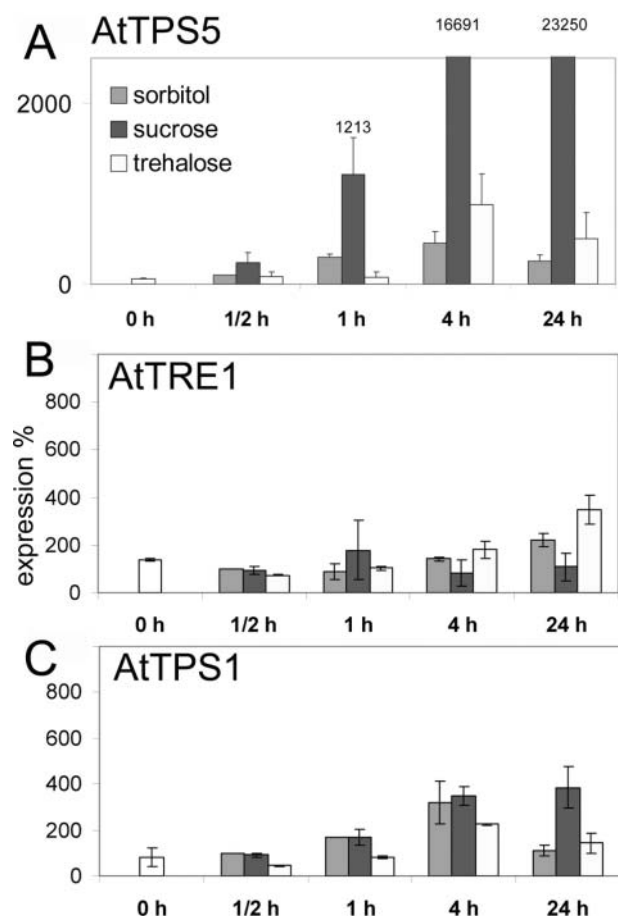 A AtTPS5
16691 23250
2000
sorbitol
sucrose
1213
trehalose
0
0 h 1/2 h 1 h 4 h 24 h
B AtTRE1
800
600
400
200
0
expression %
0 h 1/2 h 1 h 4 h 24 h
C AtTPS1
800
600
400
200
0
0 h 1/2 h 1 h 4 h 24 h